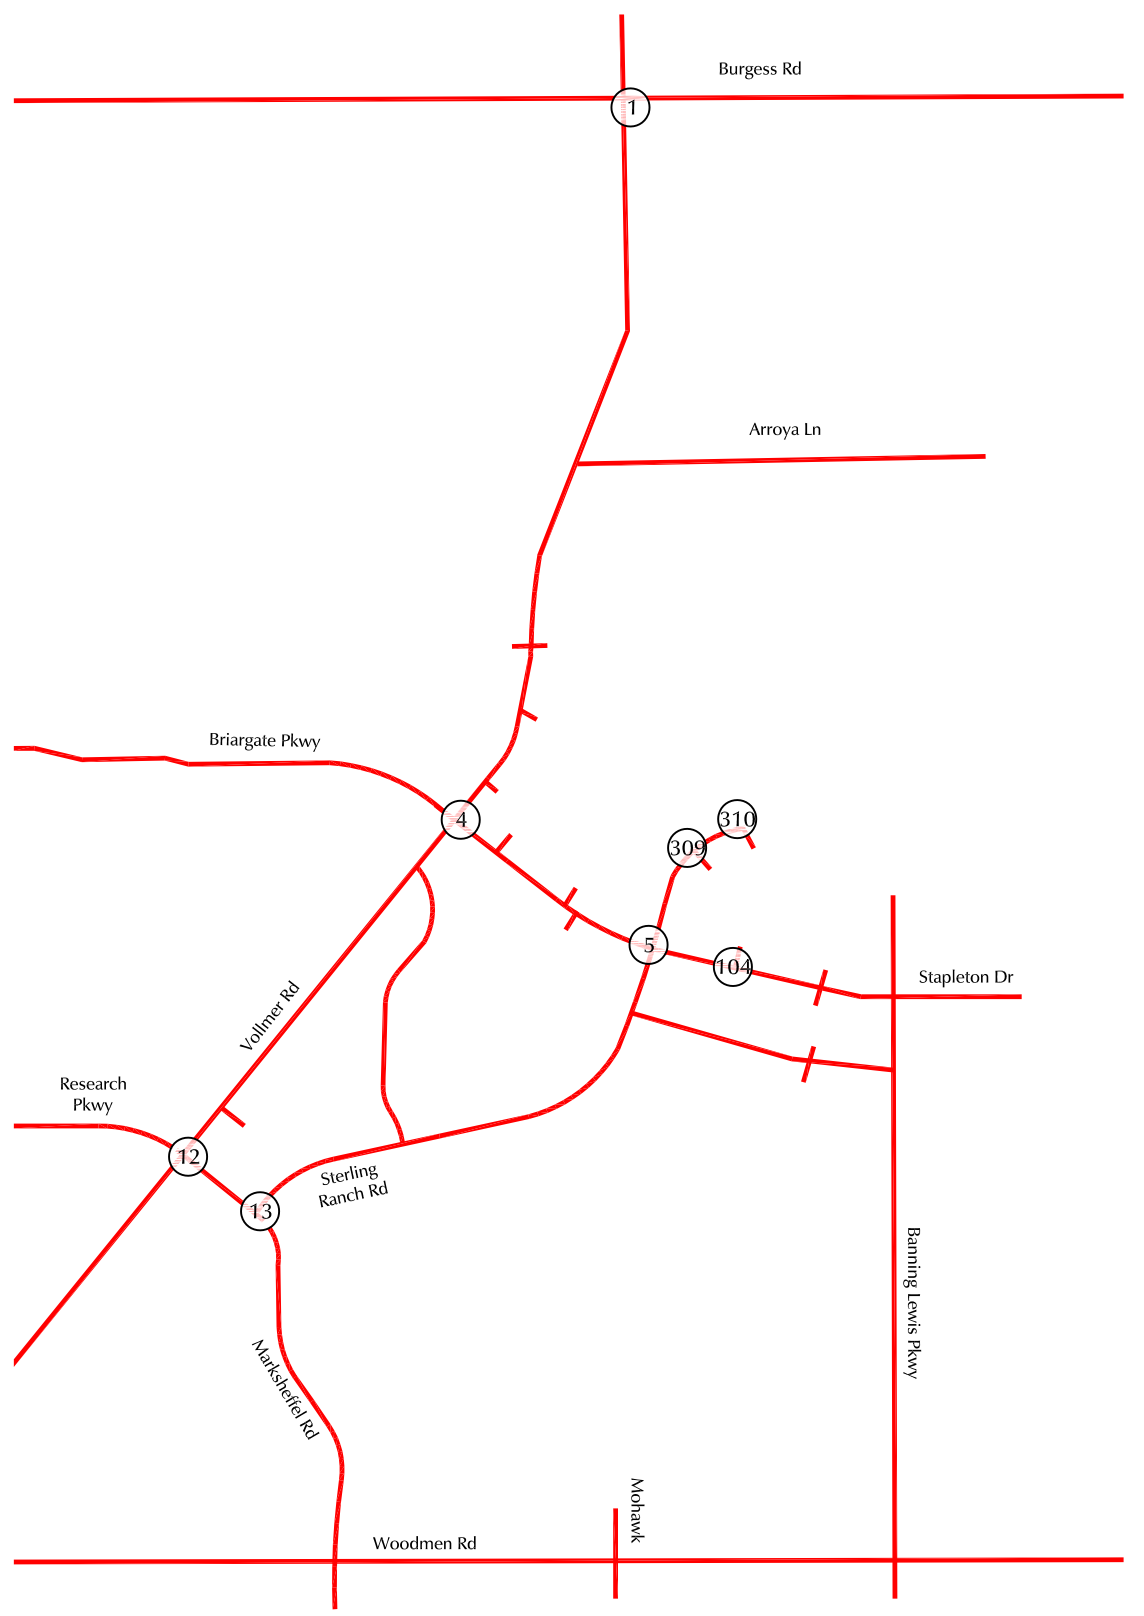 Burgess Rd
1
Arroya Ln
Briargate Pkwy
4
310
309
5
104
Stapleton Dr
Vollmer Rd
Research
Pkwy
12
Sterling
Ranch Rd
13
Banning Lewis Pkwy
Marksheffel Rd
Mohawk
Woodmen Rd